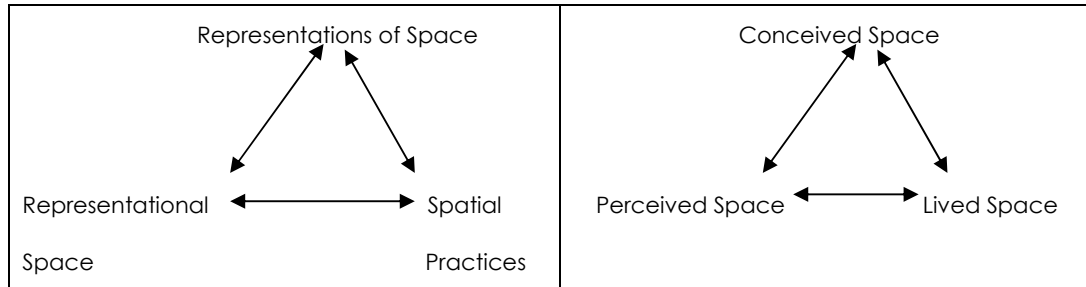 Representations of Space
Representational
Space
Spatial
Practices
Conceived Space
Perceived Space
Lived Space